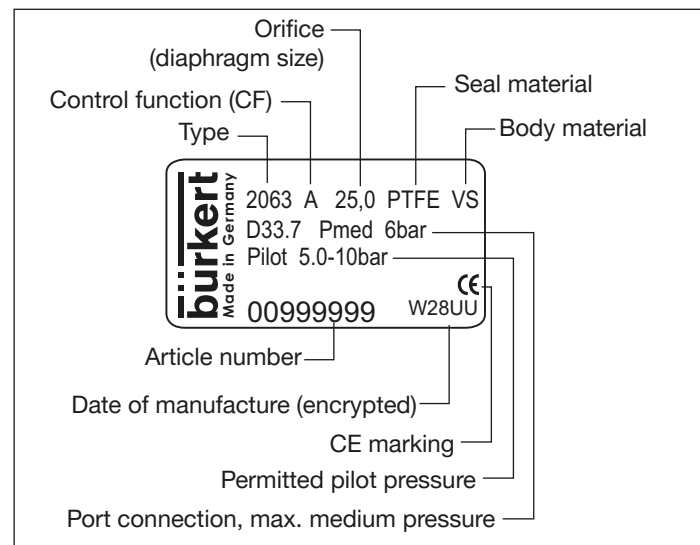 Orifice
(diaphragm size)
Control function (CF)
Seal material
Type
Body material
bürkert
Made in Germany
2063 A 25,0 PTFE VS
D33.7 Pmed 6bar
Pilot 5.0-10bar
CE
00999999 W28UU
Article number
Date of manufacture (encrypted)
CE marking
Permitted pilot pressure
Port connection, max. medium pressure